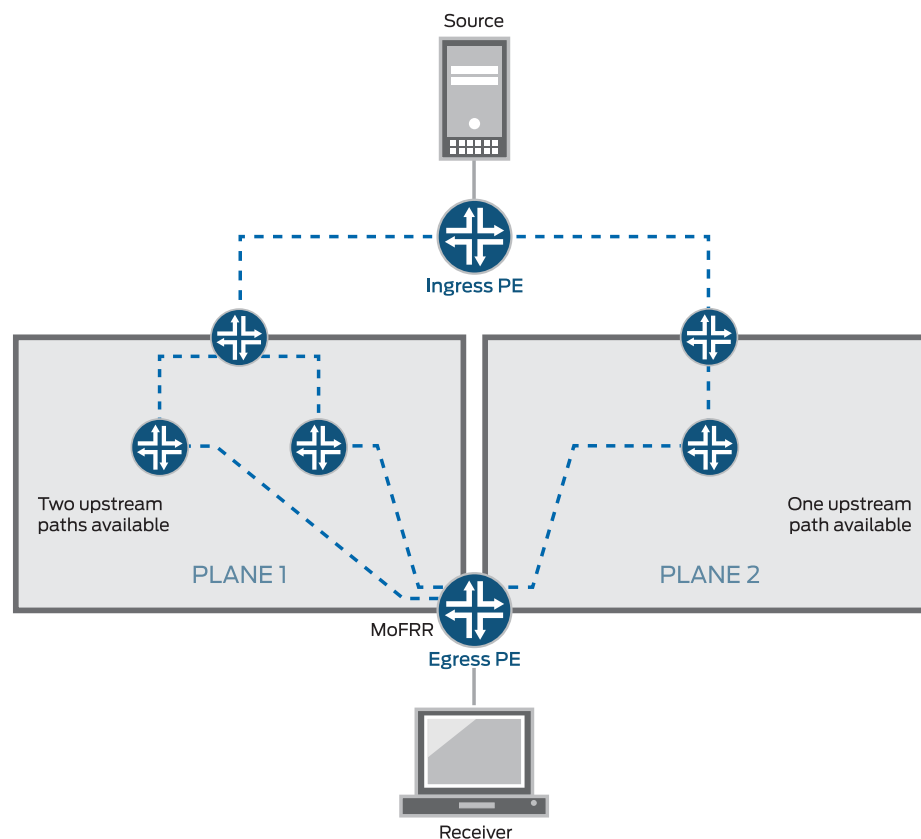 Source
Ingress PE
Two upstream
paths available
One upstream
path available
PLANE 1
PLANE 2
MoFRR
Egress PE
Receiver